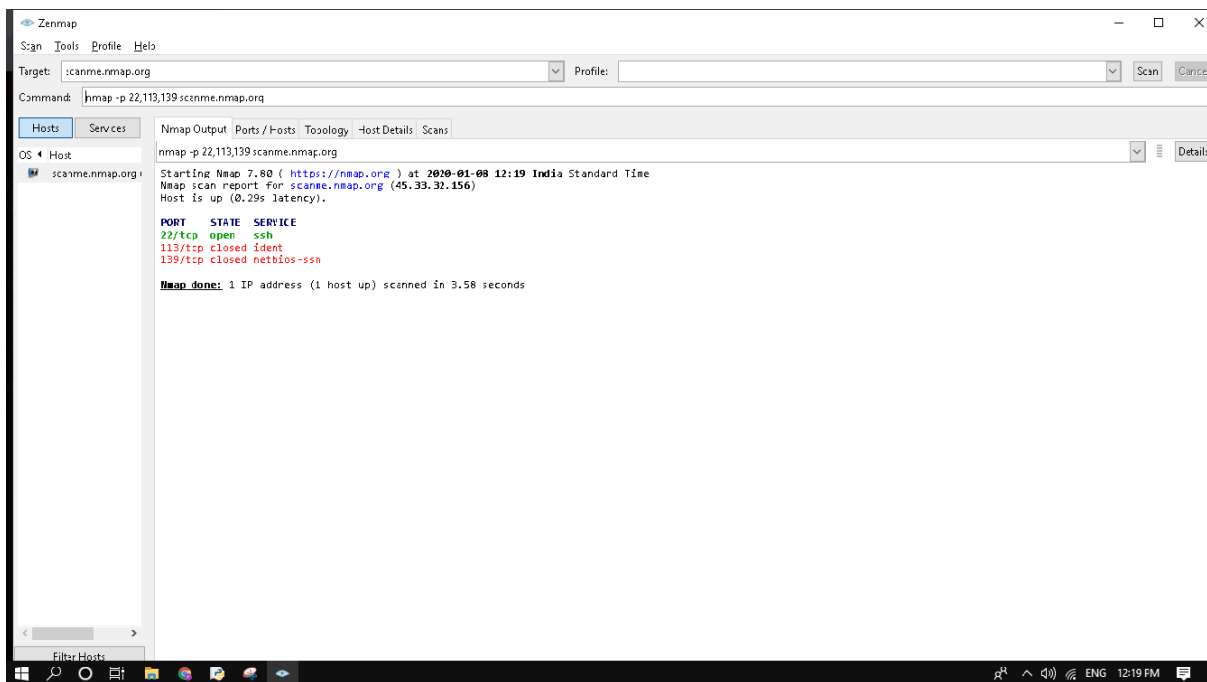 Zenmap
Scan Tools Profile Help
Target: scanme.nmap.org Profile: Scan Cancel
Command: nmap -p 22,113,139 scanme.nmap.org
Hosts Services Nmap Output Ports / Hosts Topology Host Details Scans
OS Host nmap -p 22,113,139 scanme.nmap.org Details
scanme.nmap.org
Starting Nmap 7.80 ( https://nmap.org ) at 2020-01-08 12:19 India Standard Time
Nmap scan report for scanme.nmap.org (45.33.32.156)
Host is up (0.29s latency).
PORT STATE SERVICE
22/tcp open ssh
113/tcp closed ident
139/tcp closed netbios-ssn
Nmap done: 1 IP address (1 host up) scanned in 3.58 seconds
Filter Hosts
ENG 12:19 PM